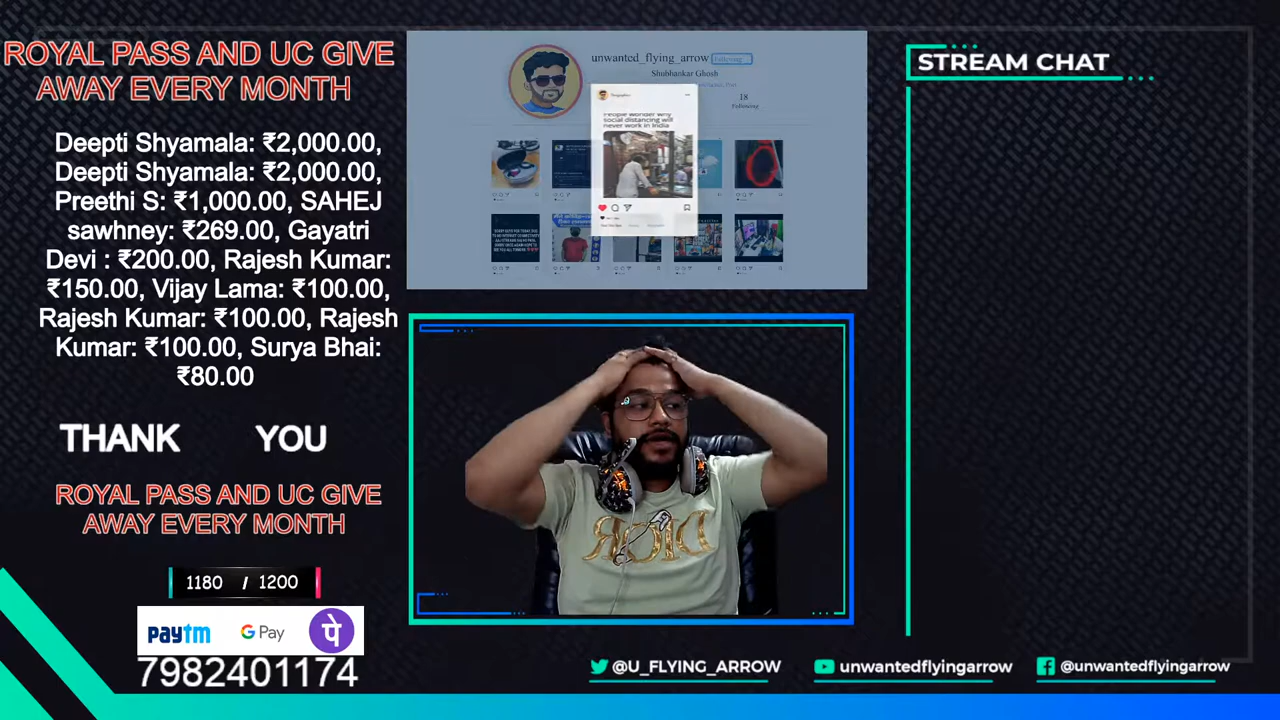 ROYAL PASS AND UC GIVE
AWAY EVERY MONTH
Deepti Shyamala: ₹2,000.00,
Deepti Shyamala: ₹2,000.00,
Preethi S: ₹1,000.00, SAHEJ
sawhney: ₹269.00, Gayatri
Devi : ₹200.00, Rajesh Kumar:
₹150.00, Vijay Lama: ₹100.00,
Rajesh Kumar: ₹100.00, Rajesh
Kumar: ₹100.00, Surya Bhai:
₹80.00
THANK YOU
ROYAL PASS AND UC GIVE
AWAY EVERY MONTH
1180 / 1200
paytm G Pay पे
7982401174
unwanted_flying_arrow Following
Shubhankar Ghosh
18
Following
People wonder why
social distancing will
never work in India
DIOR
STREAM CHAT
@U_FLYING_ARROW
unwantedflyingarrow
@unwantedflyingarrow